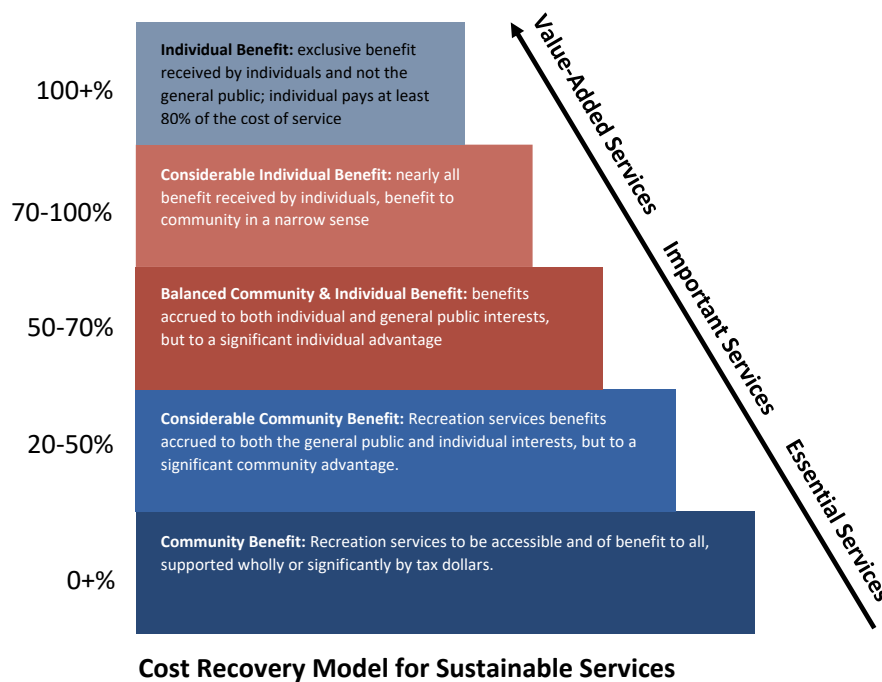 100+%
Individual Benefit: exclusive benefit
received by individuals and not the
general public; individual pays at least
80% of the cost of service
70-100%
Considerable Individual Benefit: nearly all
benefit received by individuals, benefit to
community in a narrow sense
50-70%
Balanced Community & Individual Benefit: benefits
accrued to both individual and general public interests,
but to a significant individual advantage
20-50%
Considerable Community Benefit: Recreation services benefits
accrued to both the general public and individual interests, but to a
significant community advantage.
0+%
Community Benefit: Recreation services to be accessible and of benefit to all,
supported wholly or significantly by tax dollars.
Value-Added Services
Important Services
Essential Services
Cost Recovery Model for Sustainable Services